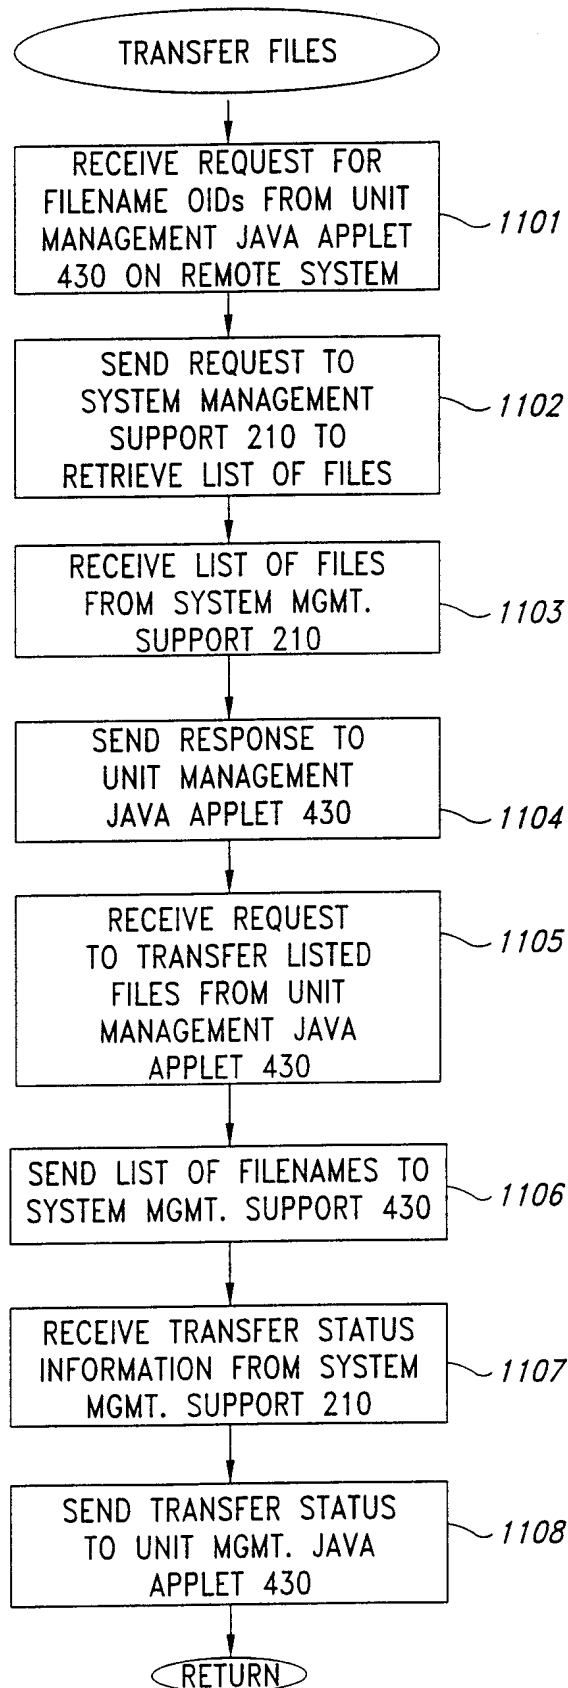 TRANSFER FILES
RECEIVE REQUEST FOR
FILENAME OIDs FROM UNIT
MANAGEMENT JAVA APPLET
430 ON REMOTE SYSTEM
1101
SEND REQUEST TO
SYSTEM MANAGEMENT
SUPPORT 210 TO
RETRIEVE LIST OF FILES
1102
RECEIVE LIST OF FILES
FROM SYSTEM MGMT.
SUPPORT 210
1103
SEND RESPONSE TO
UNIT MANAGEMENT
JAVA APPLET 430
1104
RECEIVE REQUEST
TO TRANSFER LISTED
FILES FROM UNIT
MANAGEMENT JAVA
APPLET 430
1105
SEND LIST OF FILENAMES TO
SYSTEM MGMT. SUPPORT 430
1106
RECEIVE TRANSFER STATUS
INFORMATION FROM SYSTEM
MGMT. SUPPORT 210
1107
SEND TRANSFER STATUS
TO UNIT MGMT. JAVA
APPLET 430
1108
RETURN